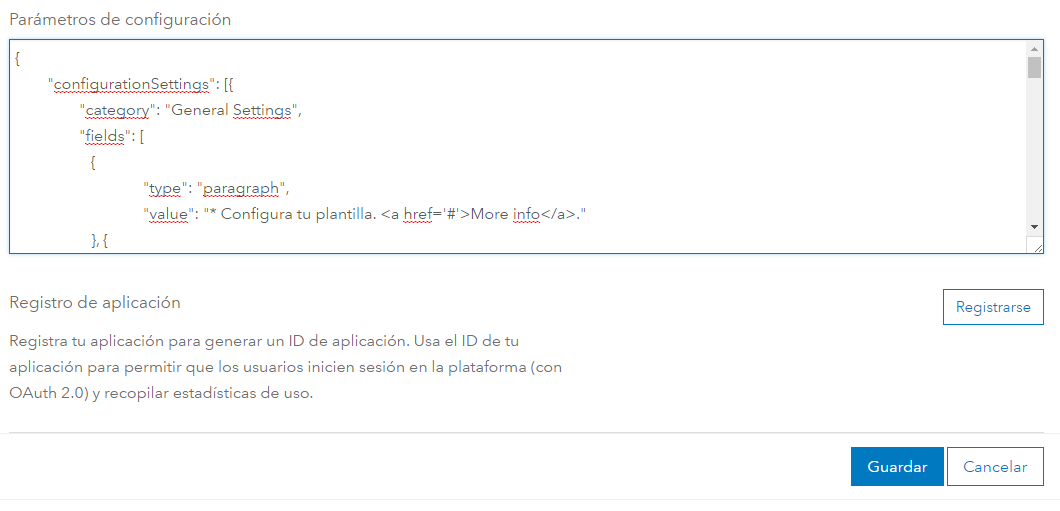 Parámetros de configuración
{
"configurationSettings": [{
"category": "General Settings",
"fields": [
{
"type": "paragraph",
"value": "* Configura tu plantilla. <a href='#'>More info</a>."
}, {
Registro de aplicación
Registrarse
Registra tu aplicación para generar un ID de aplicación. Usa el ID de tu
aplicación para permitir que los usuarios inicien sesión en la plataforma (con
OAuth 2.0) y recopilar estadísticas de uso.
Guardar
Cancelar